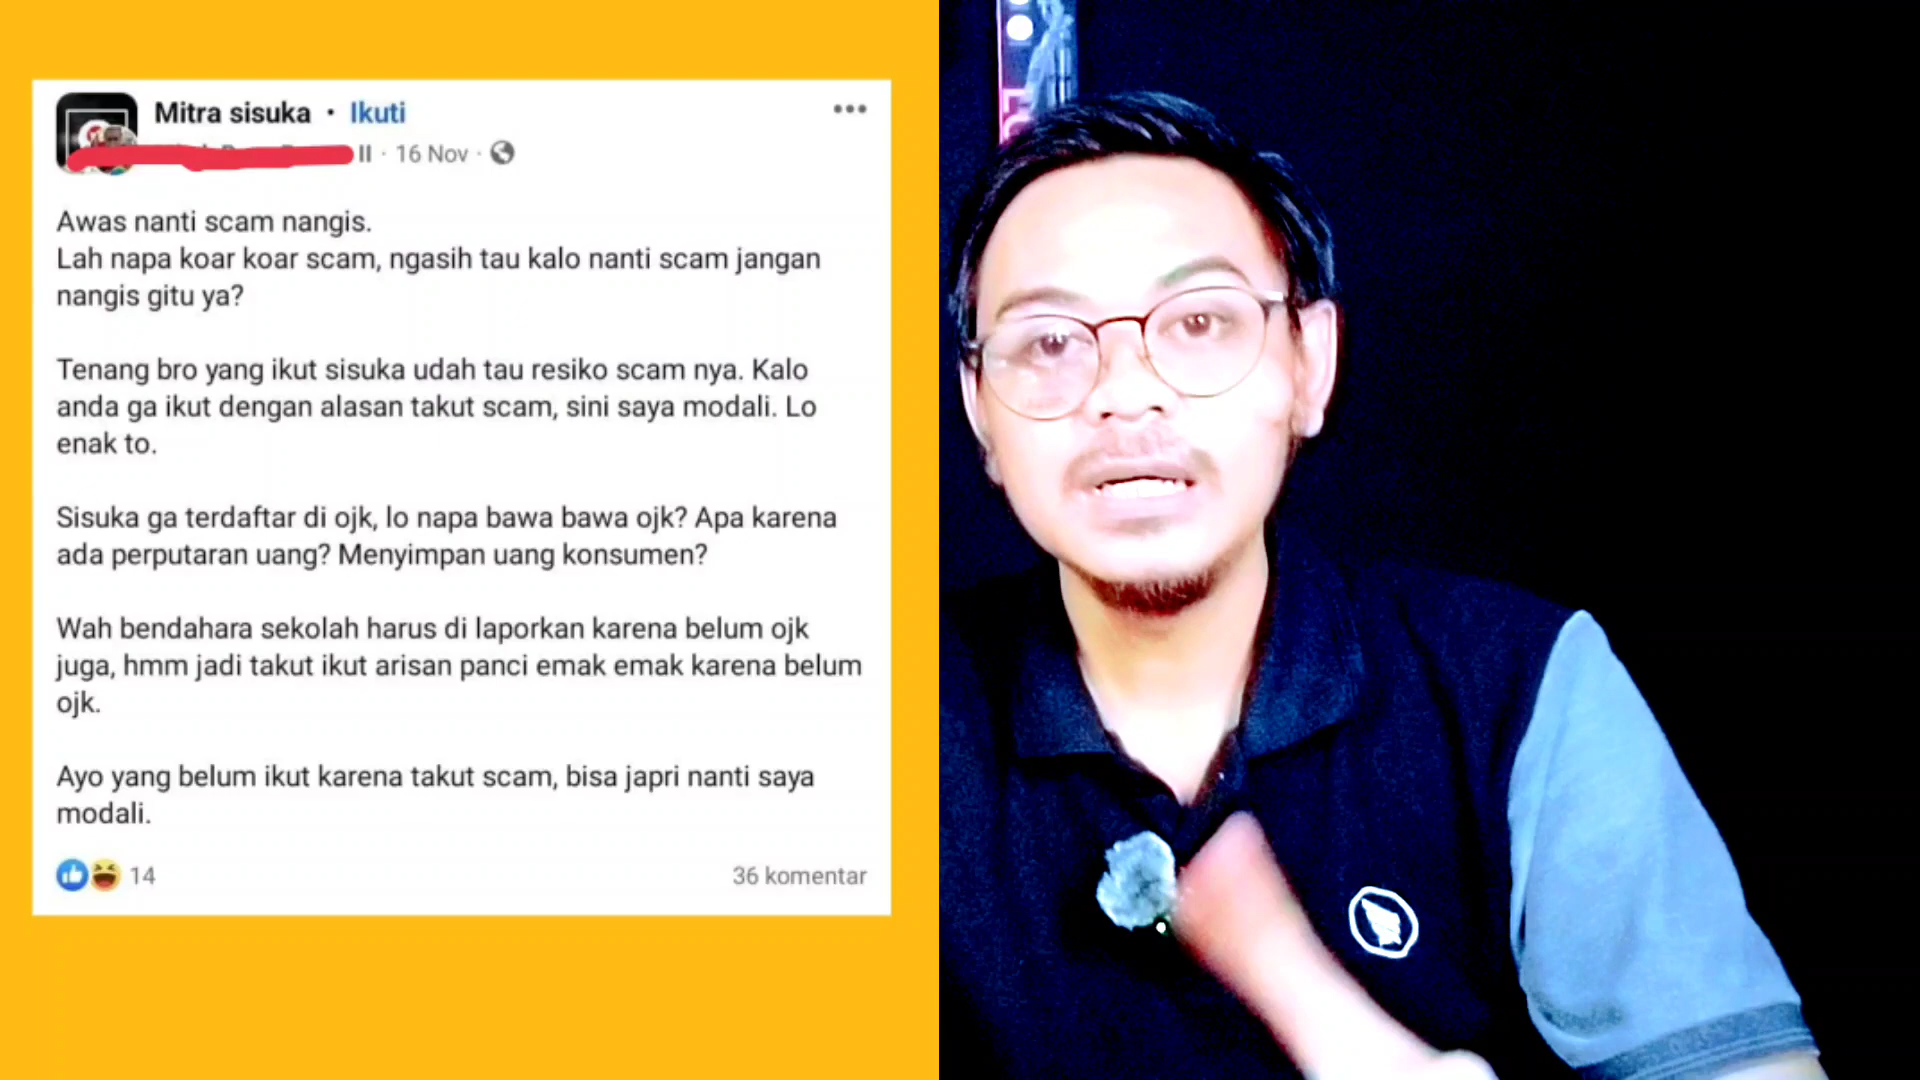 Mitra sisuka • Ikuti
II · 16 Nov ·
Awas nanti scam nangis.
Lah napa koar koar scam, ngasih tau kalo nanti scam jangan
nangis gitu ya?
Tenang bro yang ikut sisuka udah tau resiko scam nya. Kalo
anda ga ikut dengan alasan takut scam, sini saya modali. Lo
enak to.
Sisuka ga terdaftar di ojk, lo napa bawa bawa ojk? Apa karena
ada perputaran uang? Menyimpan uang konsumen?
Wah bendahara sekolah harus di laporkan karena belum ojk
juga, hmm jadi takut ikut arisan panci emak emak karena belum
ojk.
Ayo yang belum ikut karena takut scam, bisa japri nanti saya
modali.
14
36 komentar